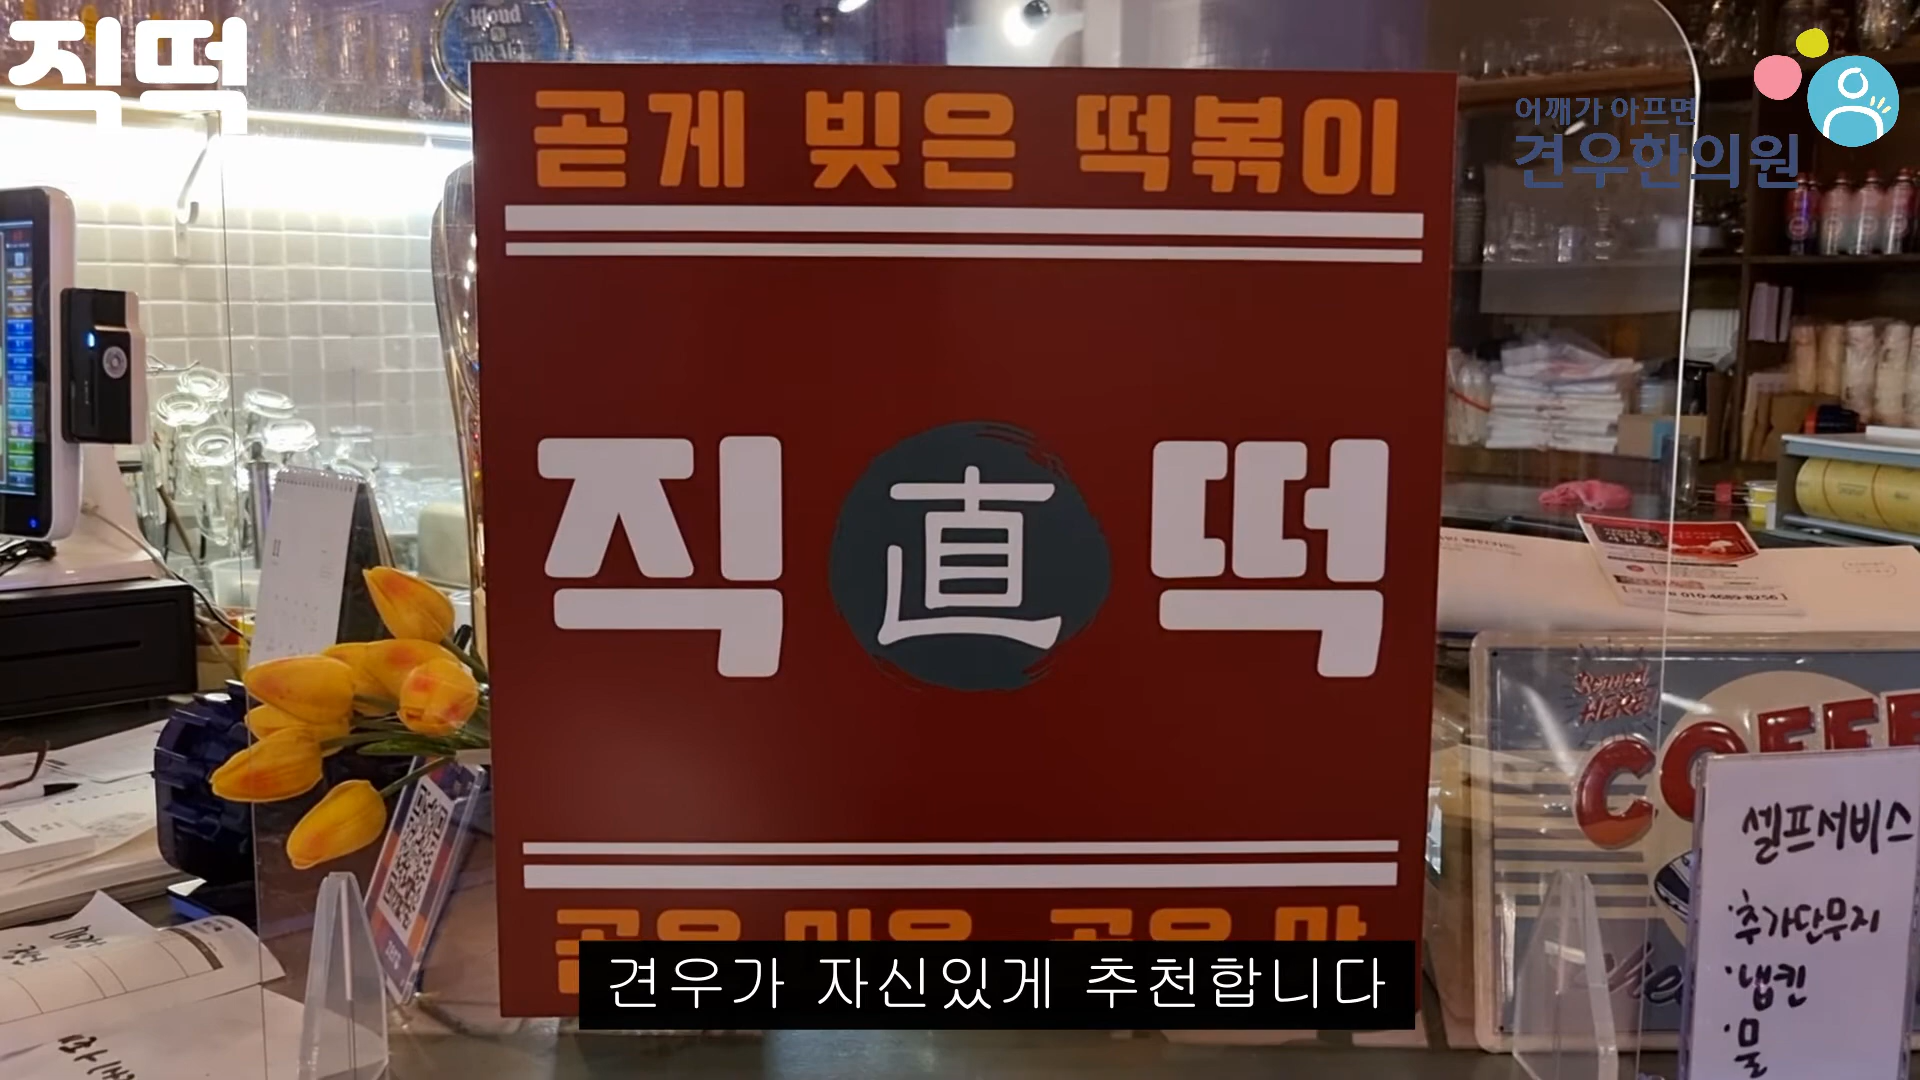 직떡
Kloud
어깨가 아프면
견우한의원
곧게 빚은 떡볶이
직 直 떡
COFFE
셀프서비스
·추가단무지
·냅킨
·물
견우가 자신있게 추천합니다